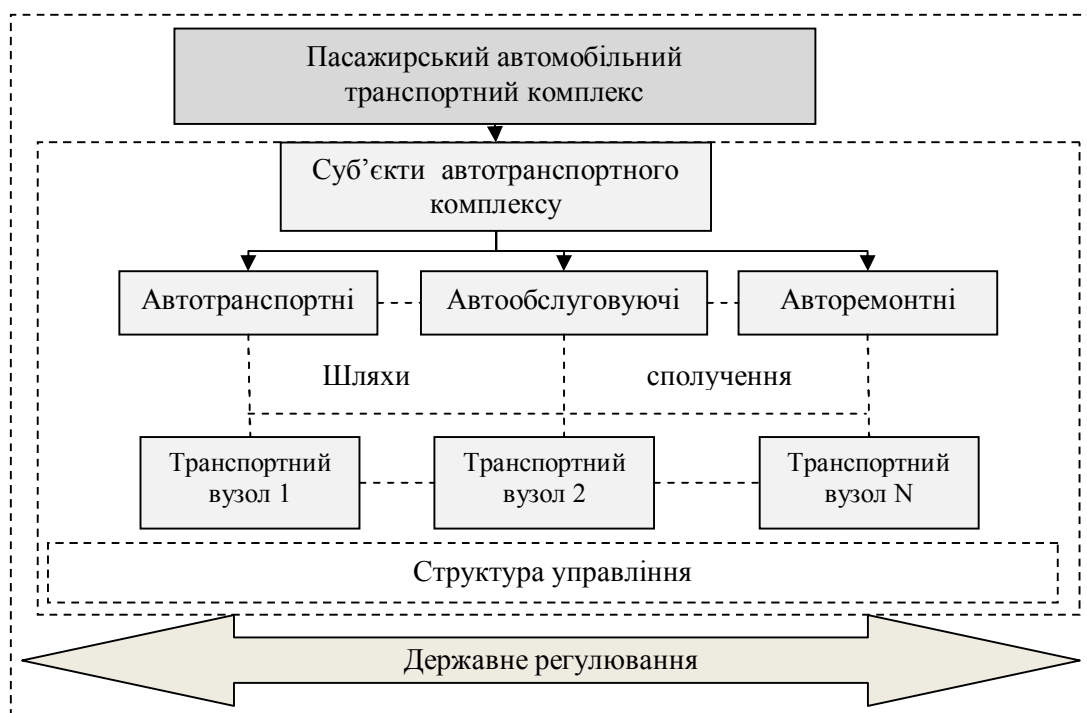 Пасажирський автомобільний
транспортний комплекс
Суб’єкти автотранспортного
комплексу
Автотранспортні
Автообслуговуючі
Авторемонтні
Шляхи сполучення
Транспортний
вузол 1
Транспортний
вузол 2
Транспортний
вузол N
Структура управління
Державне регулювання